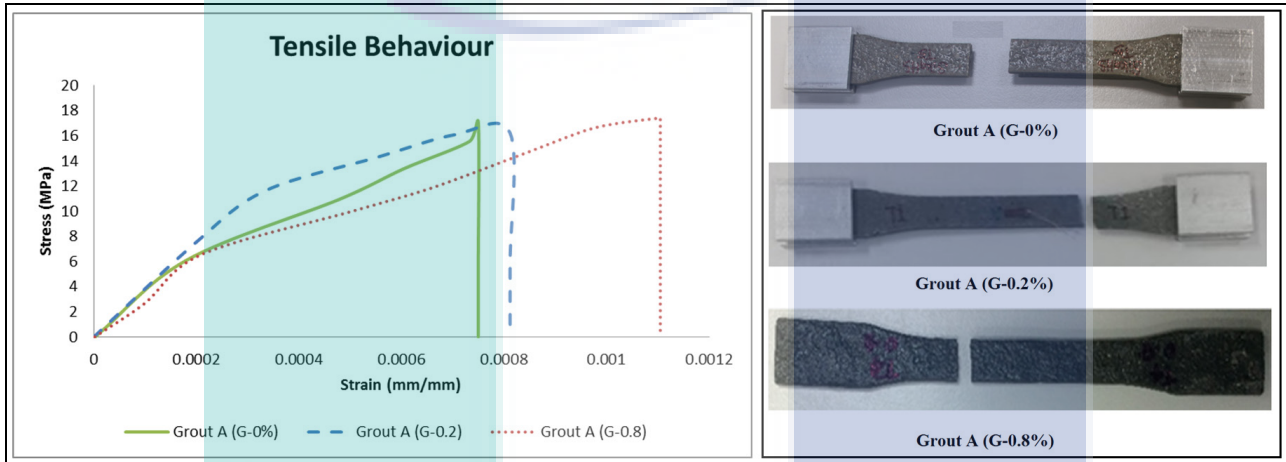 Tensile Behaviour
Stress (MPa)
20
18
16
14
12
10
8
6
4
2
0
0
0.0002
0.0004
0.0006
0.0008
0.001
0.0012
Strain (mm/mm)
Grout A (G-0%)
Grout A (G-0.2)
Grout A (G-0.8)
Grout A (G-0%)
T1
T1
Grout A (G-0.2%)
Grout A (G-0.8%)